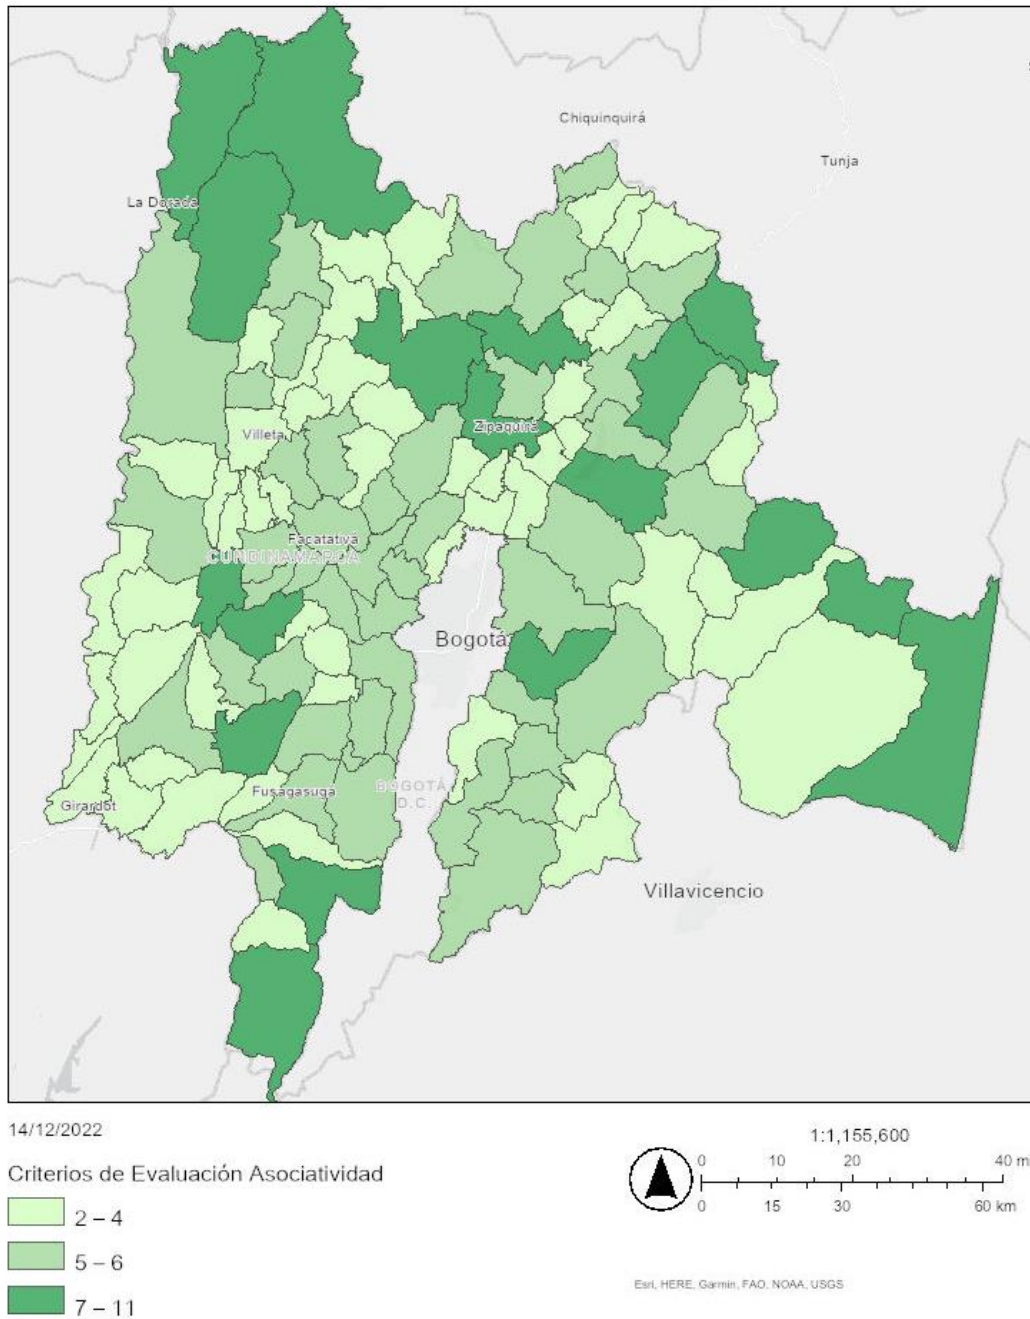 Chiquinquirá
Tunja
La Dorada
Villeta
Zipaquirá
Facatativá
CUNDINAMARCA
Bogotá
BOGOTÁ
D.C.
Girardot
Fusagasuga
Villavicencio
14/12/2022
Criterios de Evaluación Asociatividad
2 – 4
5 – 6
7 – 11
1:1,155,600
0 10 20 40 m
0 15 30 60 km
Esri, HERE, Garmin, FAO, NOAA, USGS